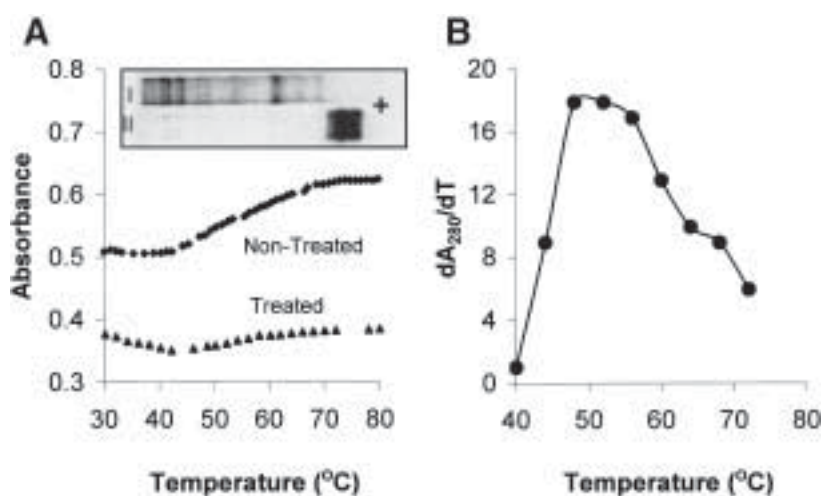 A
B
0.8
0.7
0.6
0.5
0.4
0.3
Absorbance
I
II
+
Non-Treated
Treated
30 40 50 60 70 80
Temperature (°C)
20
16
12
8
4
0
dA280/dT
40 50 60 70 80
Temperature (°C)